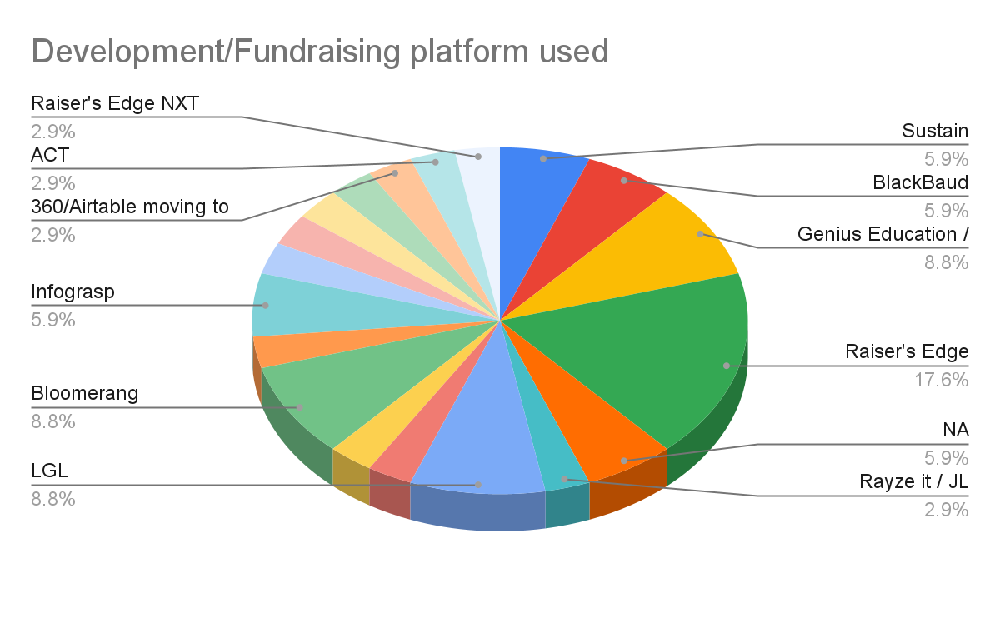 Development/Fundraising platform used
Raiser's Edge NXT
2.9%
ACT
2.9%
360/Airtable moving to
2.9%
Infograsp
5.9%
Bloomerang
8.8%
LGL
8.8%
Sustain
5.9%
BlackBaud
5.9%
Genius Education /
8.8%
Raiser's Edge
17.6%
NA
5.9%
Rayze it / JL
2.9%